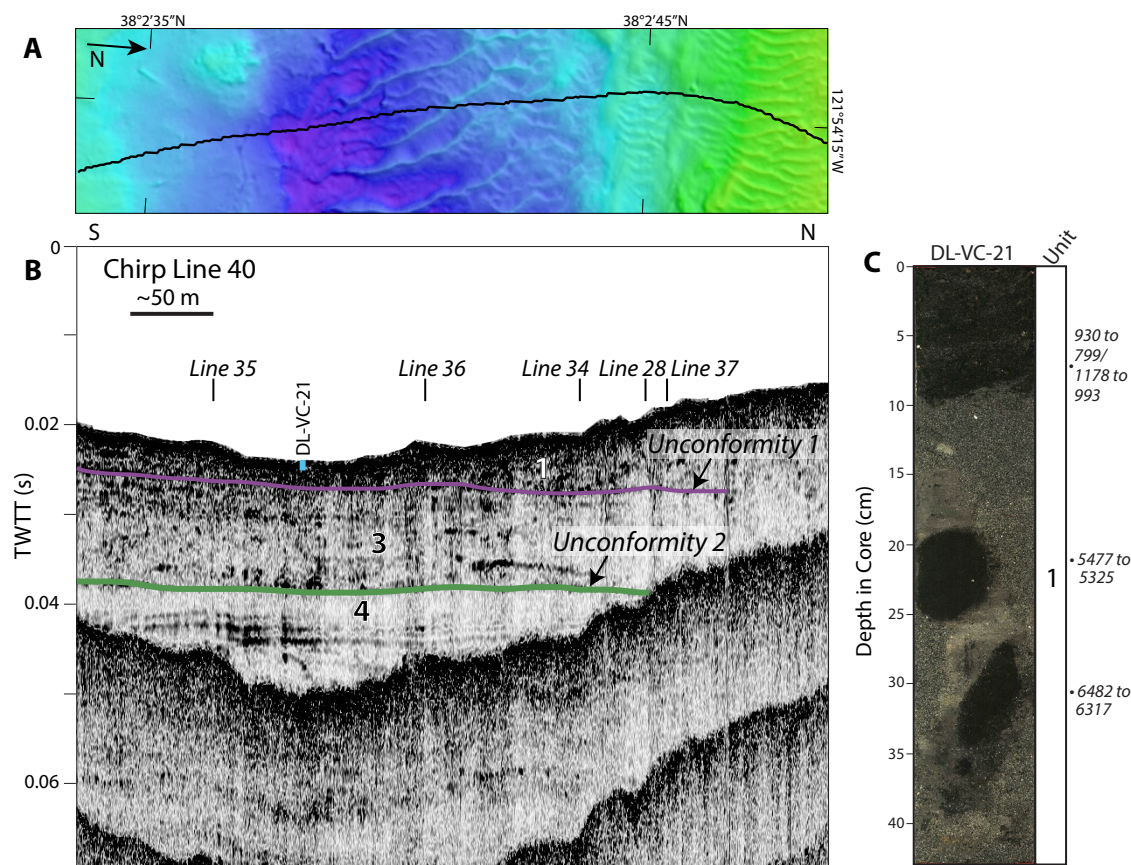 A
38°2'35"N
38°2'45"N
N
121°54'15"W
S
N
B
Chirp Line 40
~50 m
Line 35
DL-VC-21
Line 36
Line 34
Line 28
Line 37
Unconformity 1
1
3
Unconformity 2
4
TWTT (s)
0
0.02
0.04
0.06
C
DL-VC-21
Unit
Depth in Core (cm)
0
5
10
15
20
25
30
35
40
1
930 to
799/
1178 to
993
5477 to
5325
6482 to
6317